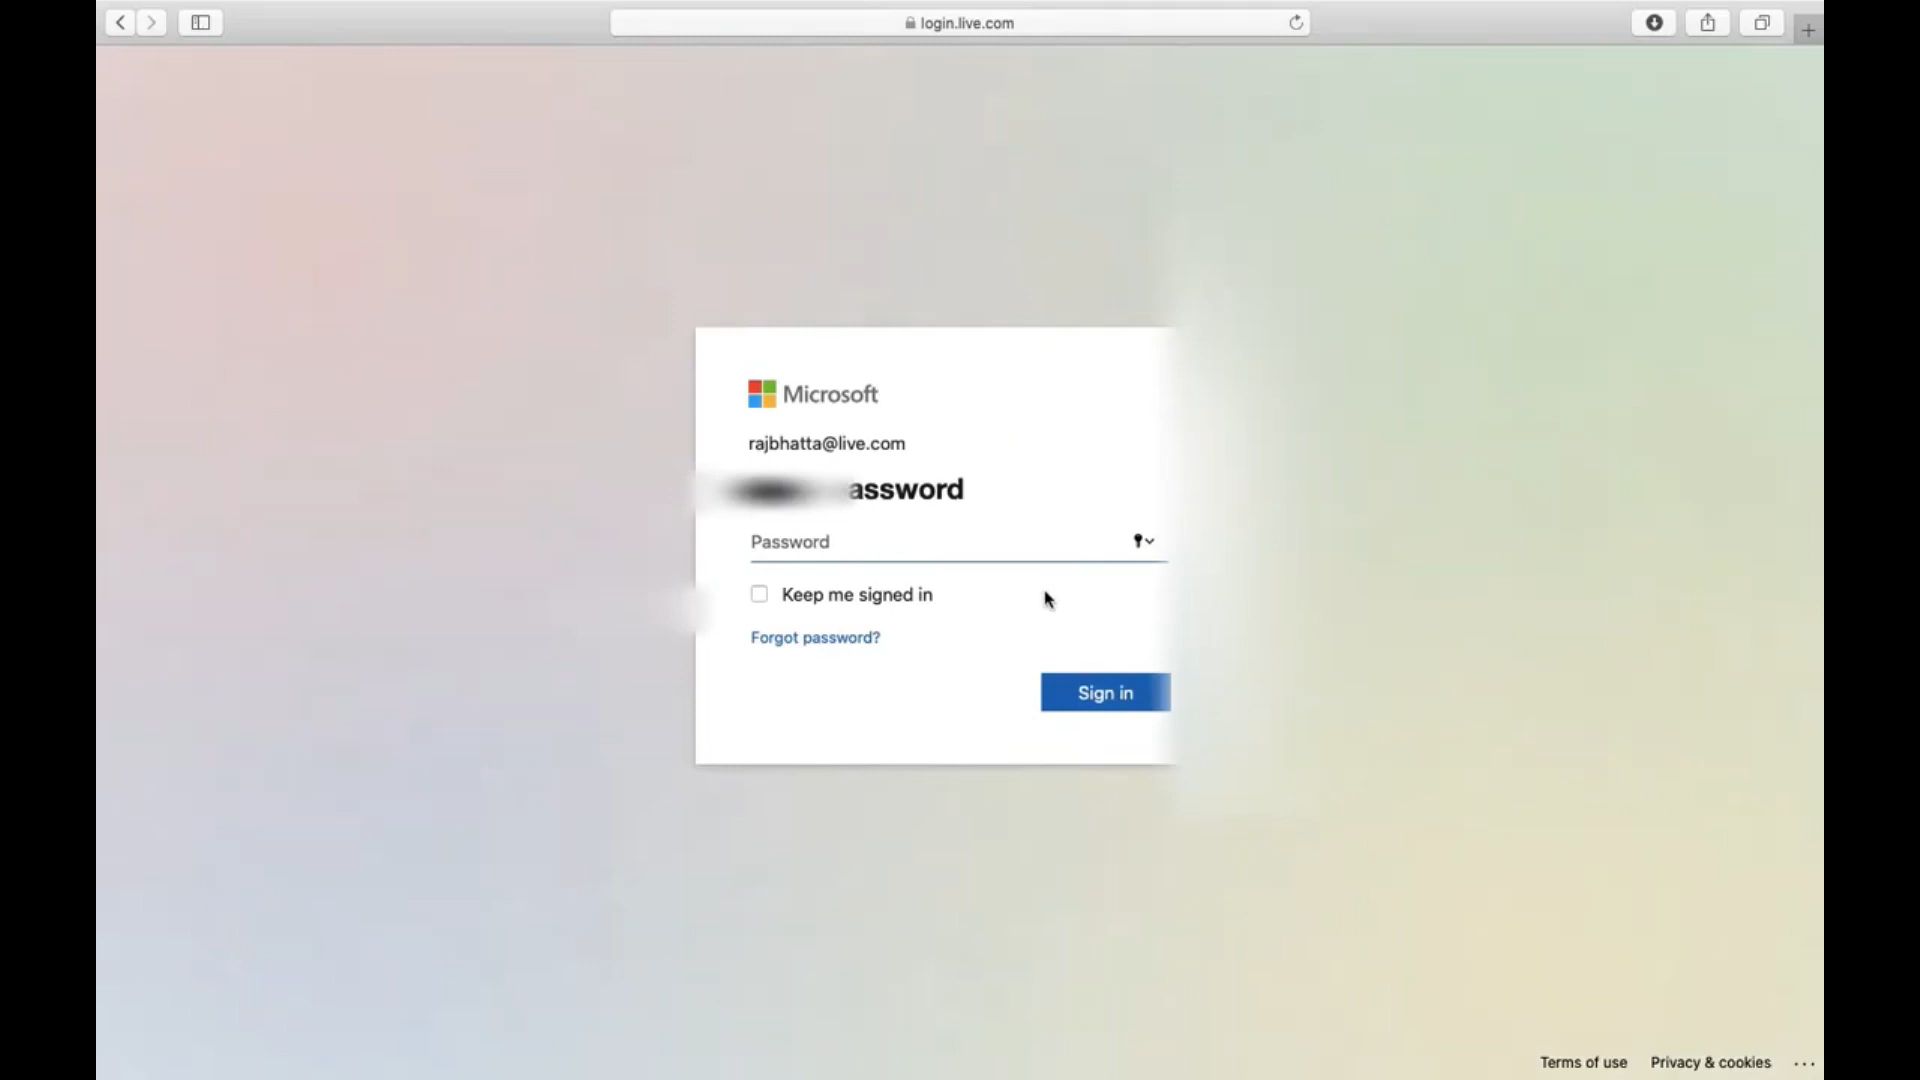 login.live.com
Microsoft
rajbhatta@live.com
assword
Password
Keep me signed in
Forgot password?
Sign in
Terms of use Privacy & cookies ...